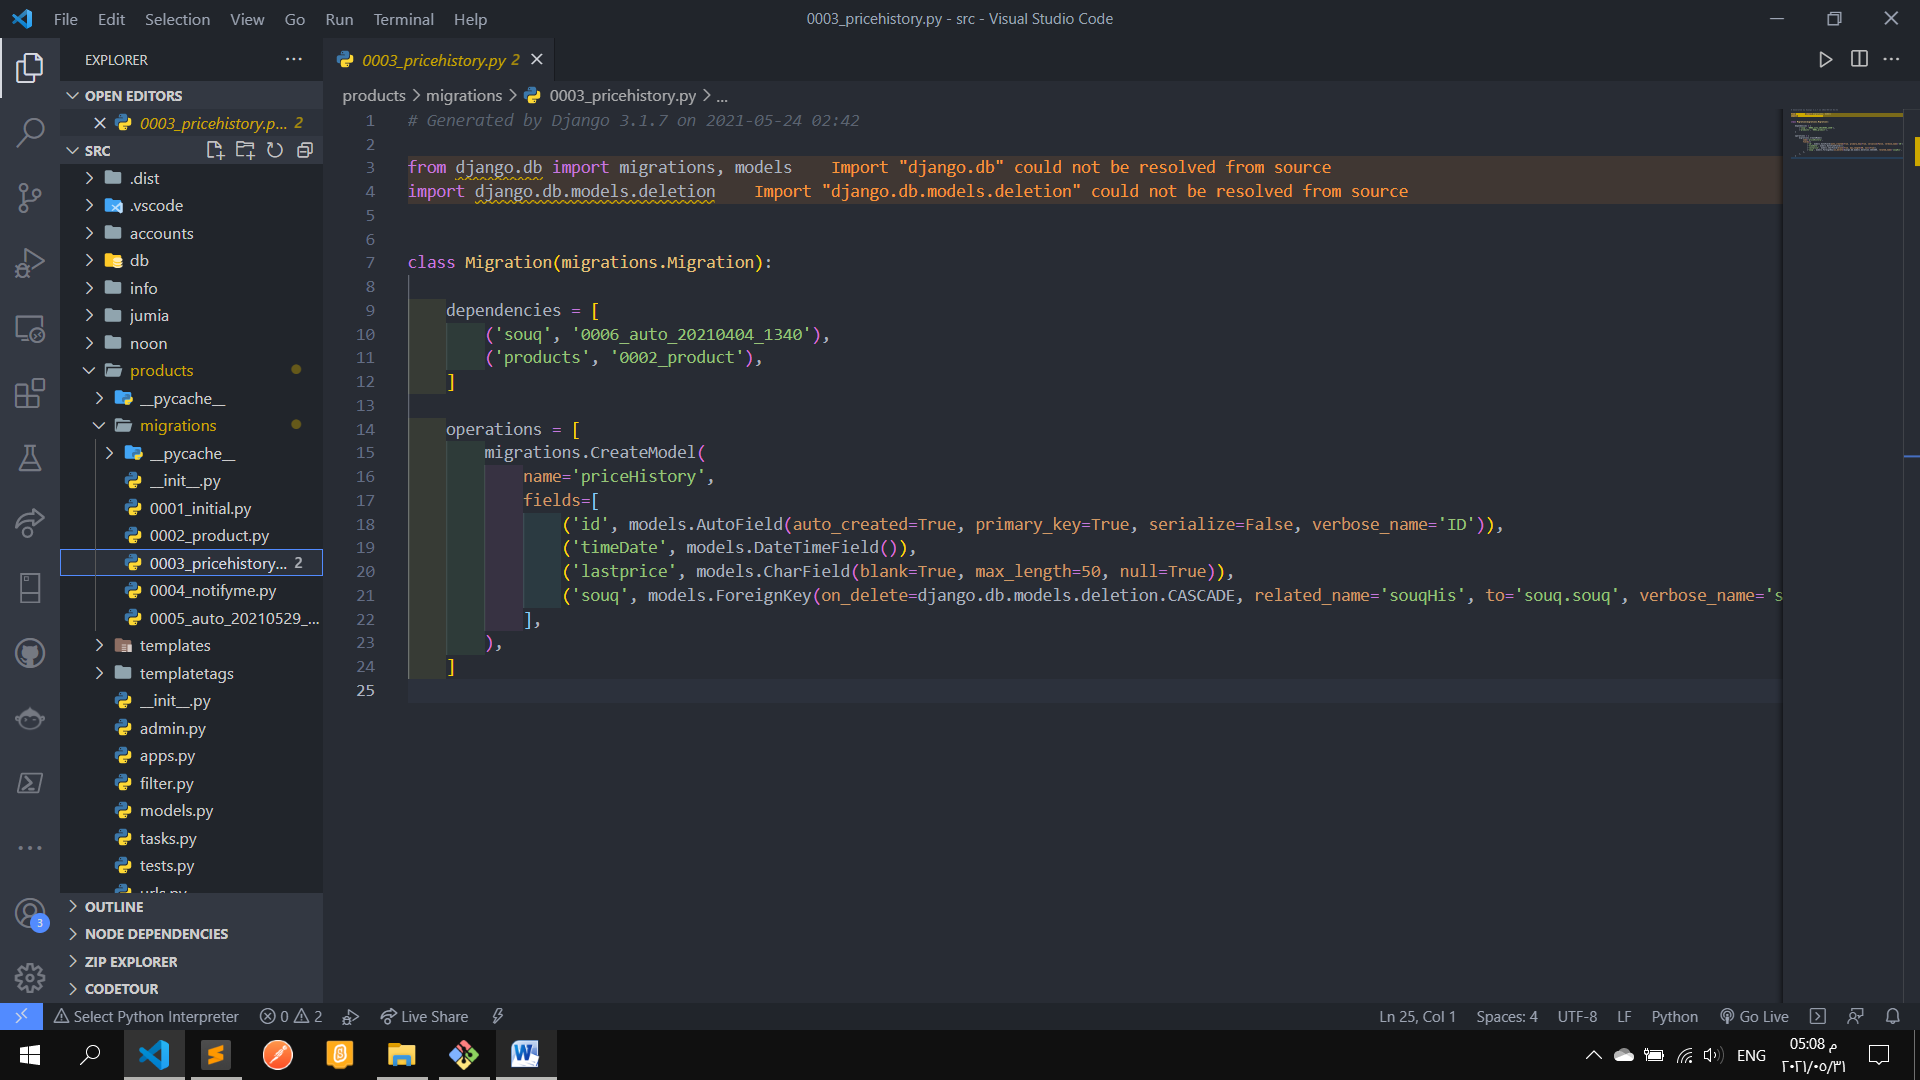 File Edit Selection View Go Run Terminal Help
0003_pricehistory.py - src - Visual Studio Code
EXPLORER
OPEN EDITORS
0003_pricehistory.p... 2
SRC
.dist
.vscode
accounts
db
info
jumia
noon
products
__pycache__
migrations
__pycache__
__init__.py
0001_initial.py
0002_product.py
0003_pricehistory... 2
0004_notifyme.py
0005_auto_20210529_...
templates
templatetags
__init__.py
admin.py
apps.py
filter.py
models.py
tasks.py
tests.py
urls.py
OUTLINE
NODE DEPENDENCIES
ZIP EXPLORER
CODETOUR
3
0003_pricehistory.py 2
products > migrations > 0003_pricehistory.py > ...
1 # Generated by Django 3.1.7 on 2021-05-24 02:42
2
3 from django.db import migrations, models Import "django.db" could not be resolved from source
4 import django.db.models.deletion Import "django.db.models.deletion" could not be resolved from source
5
6
7 class Migration(migrations.Migration):
8
9 dependencies = [
10 ('souq', '0006_auto_20210404_1340'),
11 ('products', '0002_product'),
12 ]
13
14 operations = [
15 migrations.CreateModel(
16 name='priceHistory',
17 fields=[
18 ('id', models.AutoField(auto_created=True, primary_key=True, serialize=False, verbose_name='ID')),
19 ('timeDate', models.DateTimeField()),
20 ('lastprice', models.CharField(blank=True, max_length=50, null=True)),
21 ('souq', models.ForeignKey(on_delete=django.db.models.deletion.CASCADE, related_name='souqHis', to='souq.souq', verbose_name='s
22 ],
23 ),
24 ]
25
Select Python Interpreter 0 2 Live Share
Ln 25, Col 1 Spaces: 4 UTF-8 LF Python Go Live
ENG
05:08 م
٢٠٢١/٠٥/٣١